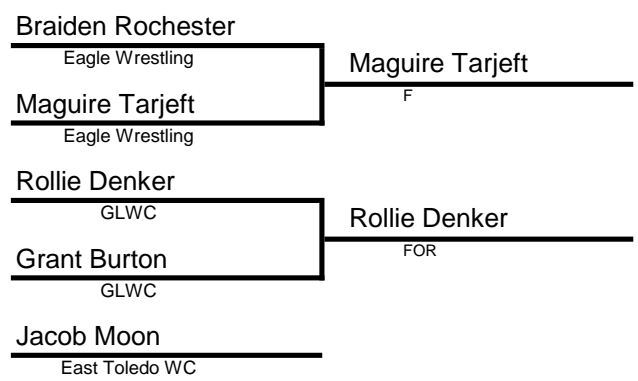 Braiden Rochester
Eagle Wrestling
Maguire Tarjeft
F
Maguire Tarjeft
Eagle Wrestling
Rollie Denker
GLWC
Rollie Denker
FOR
Grant Burton
GLWC
Jacob Moon
East Toledo WC